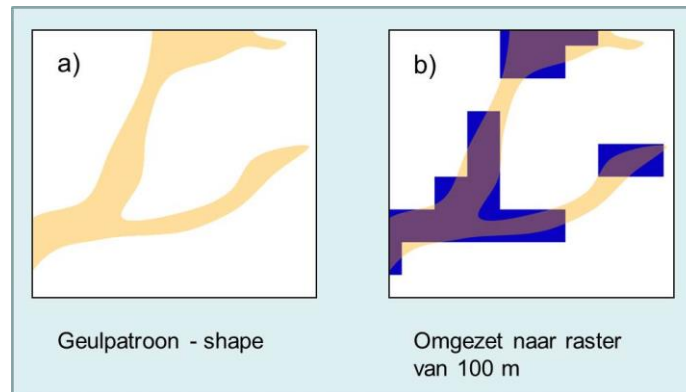 a)
b)
Geulpatroon - shape
Omgezet naar raster
van 100 m